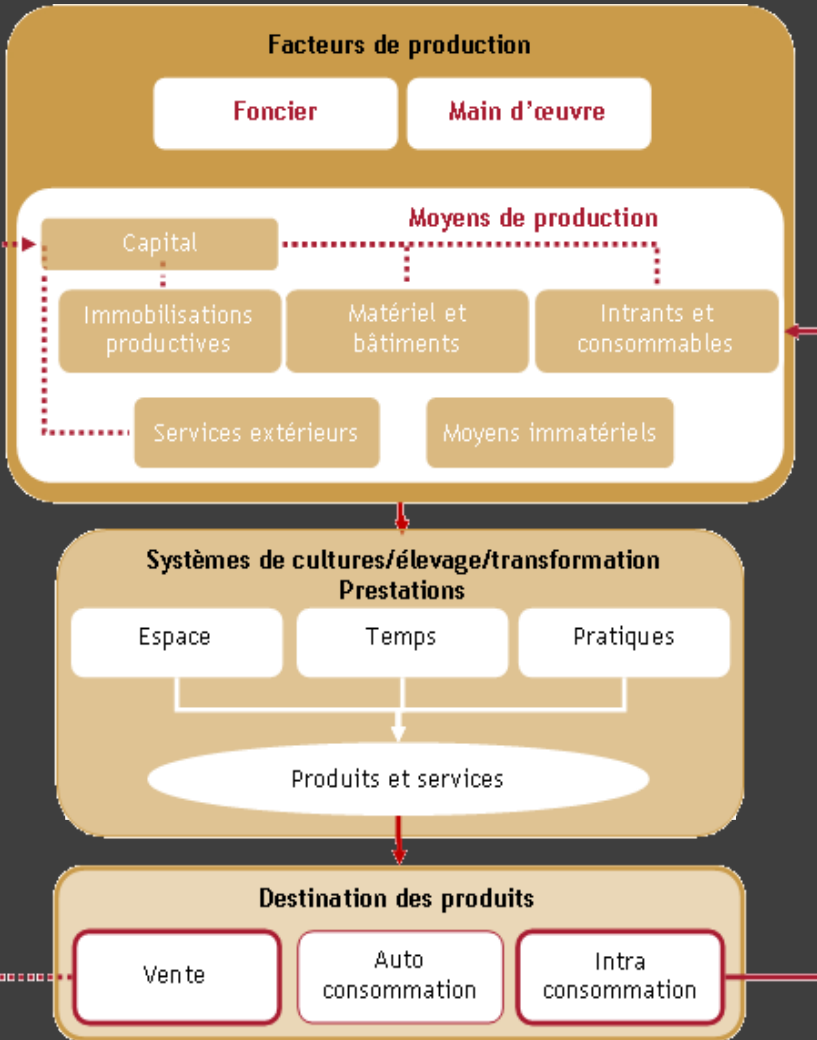 Facteurs de production
Foncier
Main d'œuvre
Moyens de production
Capital
Immobilisations
productives
Matériel et
bâtiments
Intrants et
consommables
Services extérieurs
Moyens immatériels
Systèmes de cultures/élevage/transformation
Prestations
Espace
Temps
Pratiques
Produits et services
Destination des produits
Vente
Auto
consommation
Intra
consommation